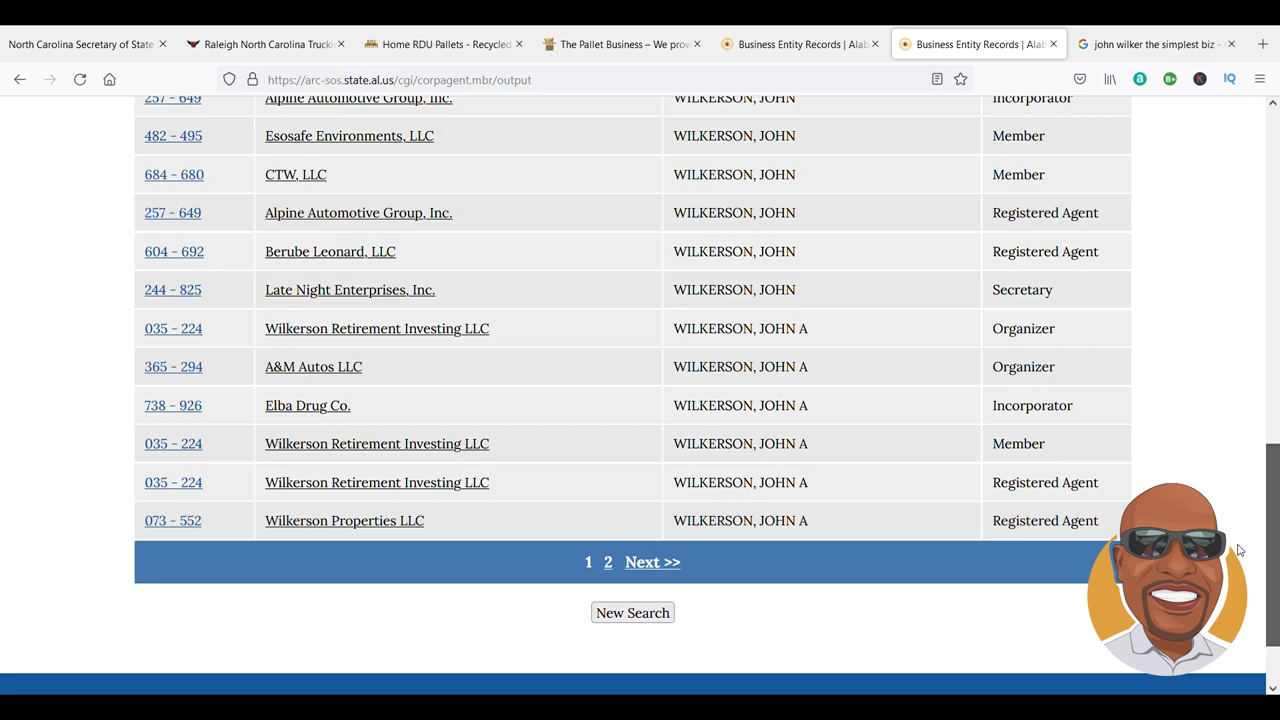 North Carolina Secretary of State
Raleigh North Carolina Trucki
Home RDU Pallets - Recycled
The Pallet Business – We prov
Business Entity Records | Alab
Business Entity Records | Alab
john wilker the simplest biz -
https://arc-sos.state.al.us/cgi/corpagent.mbr/output
257 - 649 Alpine Automotive Group, Inc. WILKERSON, JOHN Incorporator
482 - 495 Esosafe Environments, LLC WILKERSON, JOHN Member
684 - 680 CTW, LLC WILKERSON, JOHN Member
257 - 649 Alpine Automotive Group, Inc. WILKERSON, JOHN Registered Agent
604 - 692 Berube Leonard, LLC WILKERSON, JOHN Registered Agent
244 - 825 Late Night Enterprises, Inc. WILKERSON, JOHN Secretary
035 - 224 Wilkerson Retirement Investing LLC WILKERSON, JOHN A Organizer
365 - 294 A&M Autos LLC WILKERSON, JOHN A Organizer
738 - 926 Elba Drug Co. WILKERSON, JOHN A Incorporator
035 - 224 Wilkerson Retirement Investing LLC WILKERSON, JOHN A Member
035 - 224 Wilkerson Retirement Investing LLC WILKERSON, JOHN A Registered Agent
073 - 552 Wilkerson Properties LLC WILKERSON, JOHN A Registered Agent
1 2 Next >>
New Search